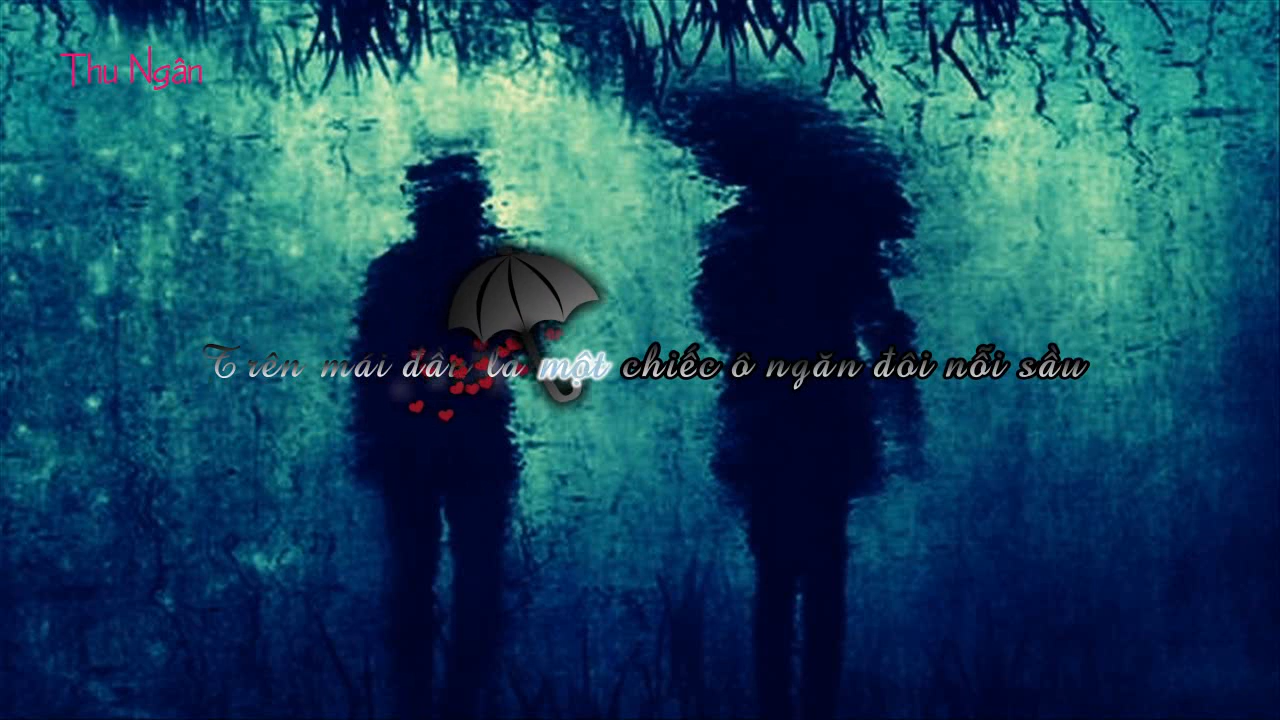 Thu Ngân
Trên mái đầu là một chiếc ô ngăn đôi nỗi sầu